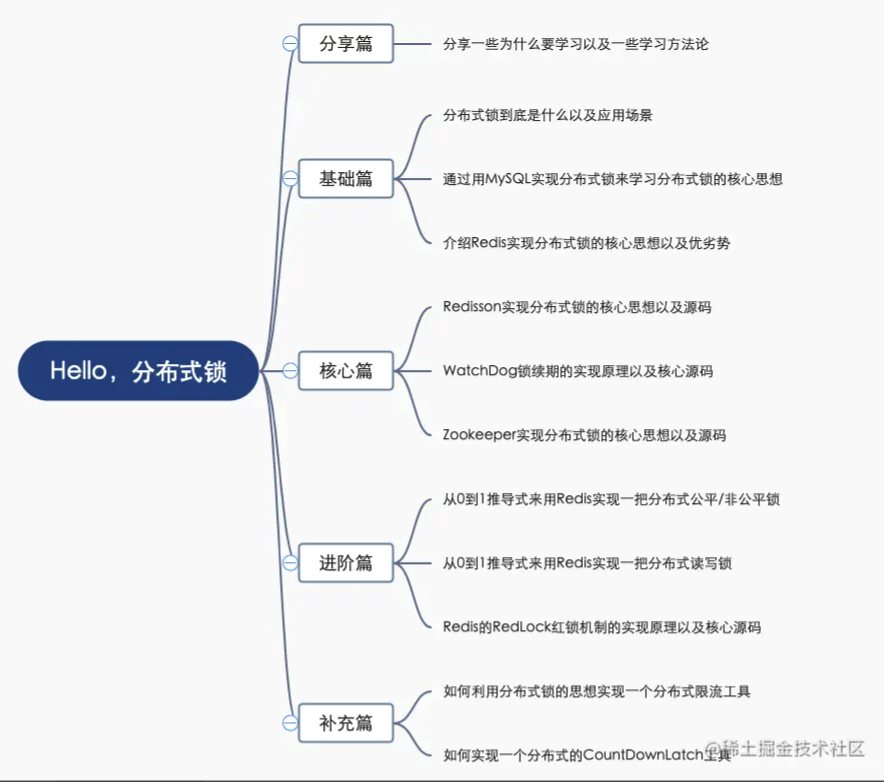 Hello，分布式锁
分享篇
分享一些为什么要学习以及一些学习方法论
基础篇
分布式锁到底是什么以及应用场景
通过用MySQL实现分布式锁来学习分布式锁的核心思想
介绍Redis实现分布式锁的核心思想以及优劣势
核心篇
Redisson实现分布式锁的核心思想以及源码
WatchDog锁续期的实现原理以及核心源码
Zookeeper实现分布式锁的核心思想以及源码
进阶篇
从0到1推导式来用Redis实现一把分布式公平/非公平锁
从0到1推导式来用Redis实现一把分布式读写锁
Redis的RedLock红锁机制的实现原理以及核心源码
补充篇
如何利用分布式锁的思想实现一个分布式限流工具
如何实现一个分布式的CountDownLatch工具
@稀土掘金技术社区